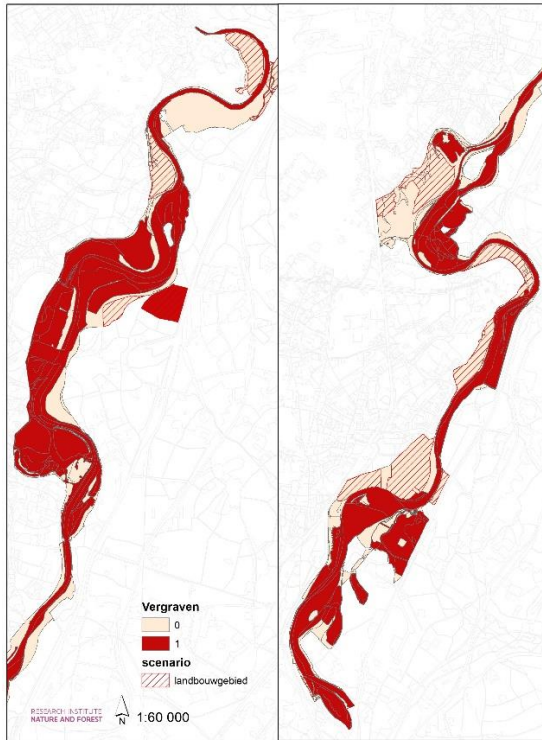 Vergraven
0
1
scenario
landbouwgebied
RESEARCH INSTITUTE
NATURE AND FOREST
N
1:60 000